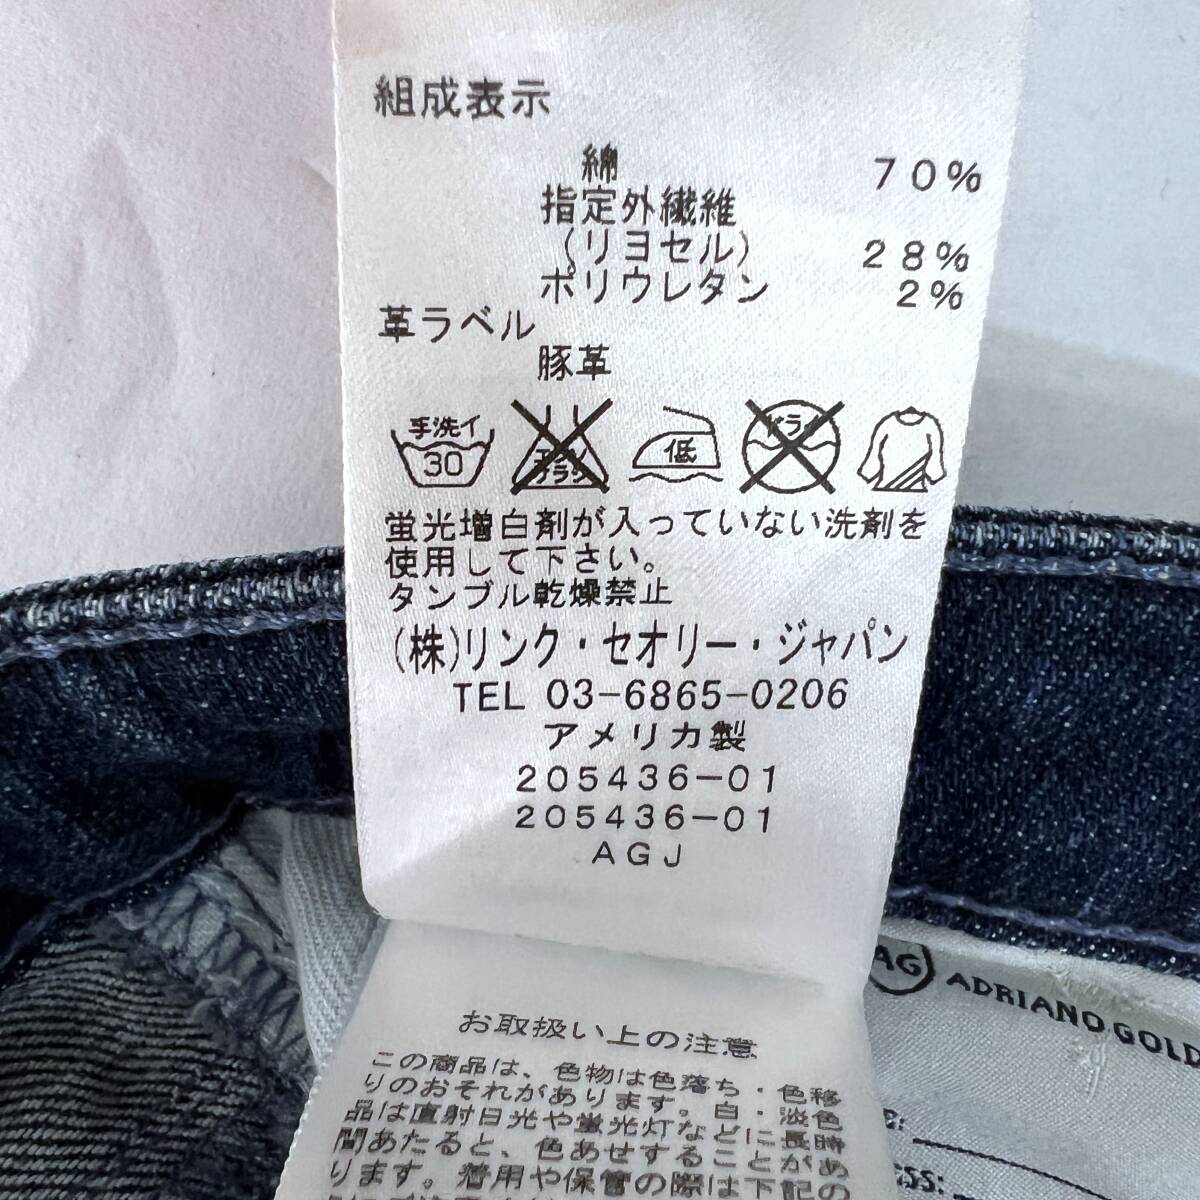 組成表示
綿 70%
指定外繊維
(リヨセル) 28%
ポリウレタン 2%
革ラベル
豚革
手洗イ
30
低
ドライ
蛍光増白剤が入っていない洗剤を
使用して下さい。
タンブル乾燥禁止
(株)リンク・セオリー・ジャパン
TEL 03-6865-0206
アメリカ製
205436-01
205436-01
AGJ
AG ADRIANO GOLD
お取扱い上の注意
この商品は、色物は色落ち・色移
りのおそれがあります。白・淡色
品は直射日光や蛍光灯などに長時
間あたると、色あせすることがあ
ります。着用や保管の際は下記の